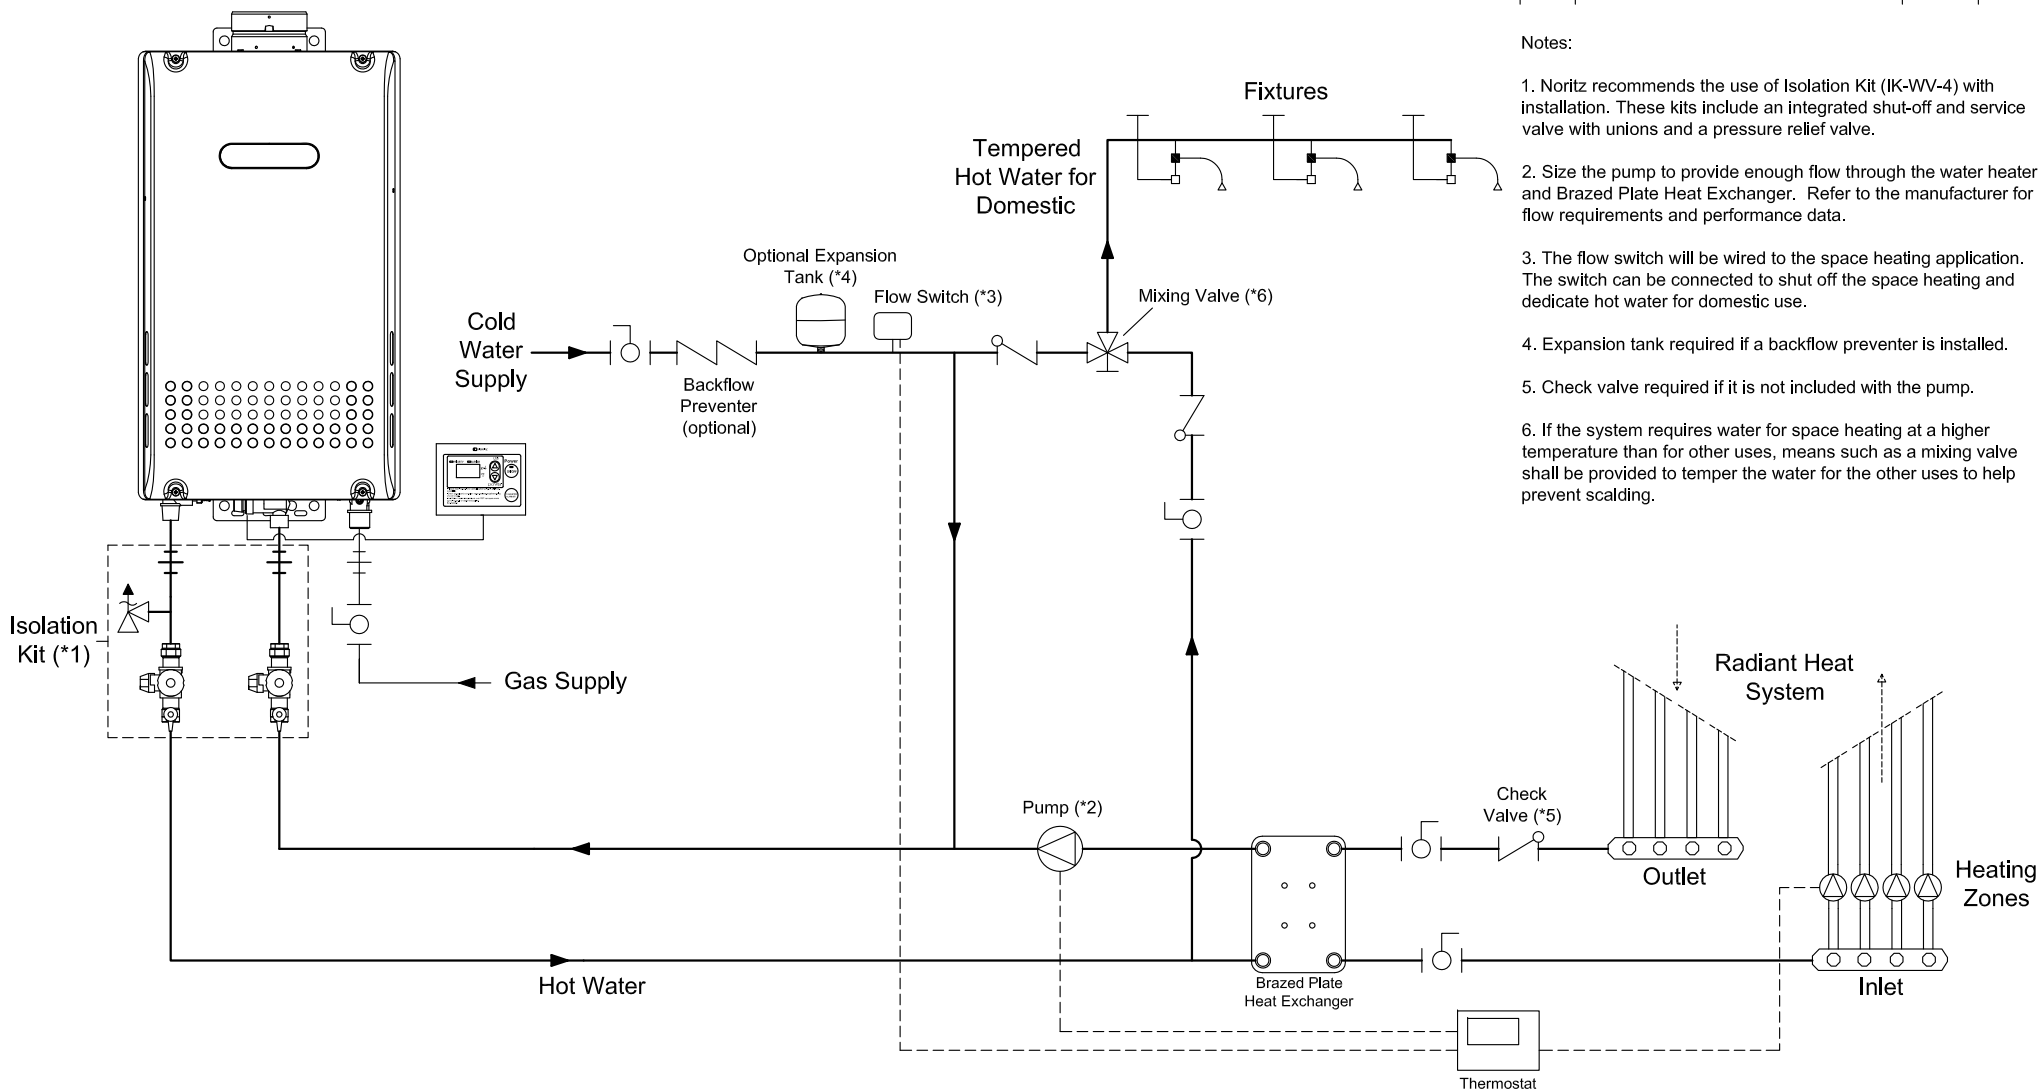 Notes:
1. Noritz recommends the use of Isolation Kit (IK-WV-4) with
installation. These kits include an integrated shut-off and service
valve with unions and a pressure relief valve.
2. Size the pump to provide enough flow through the water heater
and Brazed Plate Heat Exchanger. Refer to the manufacturer for
flow requirements and performance data.
3. The flow switch will be wired to the space heating application.
The switch can be connected to shut off the space heating and
dedicate hot water for domestic use.
4. Expansion tank required if a backflow preventer is installed.
5. Check valve required if it is not included with the pump.
6. If the system requires water for space heating at a higher
temperature than for other uses, means such as a mixing valve
shall be provided to temper the water for the other uses to help
prevent scalding.
Fixtures
Tempered
Hot Water for
Domestic
Optional Expansion
Tank (*4)
Flow Switch (*3)
Mixing Valve (*6)
Cold
Water
Supply
Backflow
Preventer
(optional)
Power
Isolation
Kit (*1)
Gas Supply
Radiant Heat
System
Pump (*2)
Check
Valve (*5)
Outlet
Heating
Zones
Hot Water
Brazed Plate
Heat Exchanger
Inlet
Thermostat